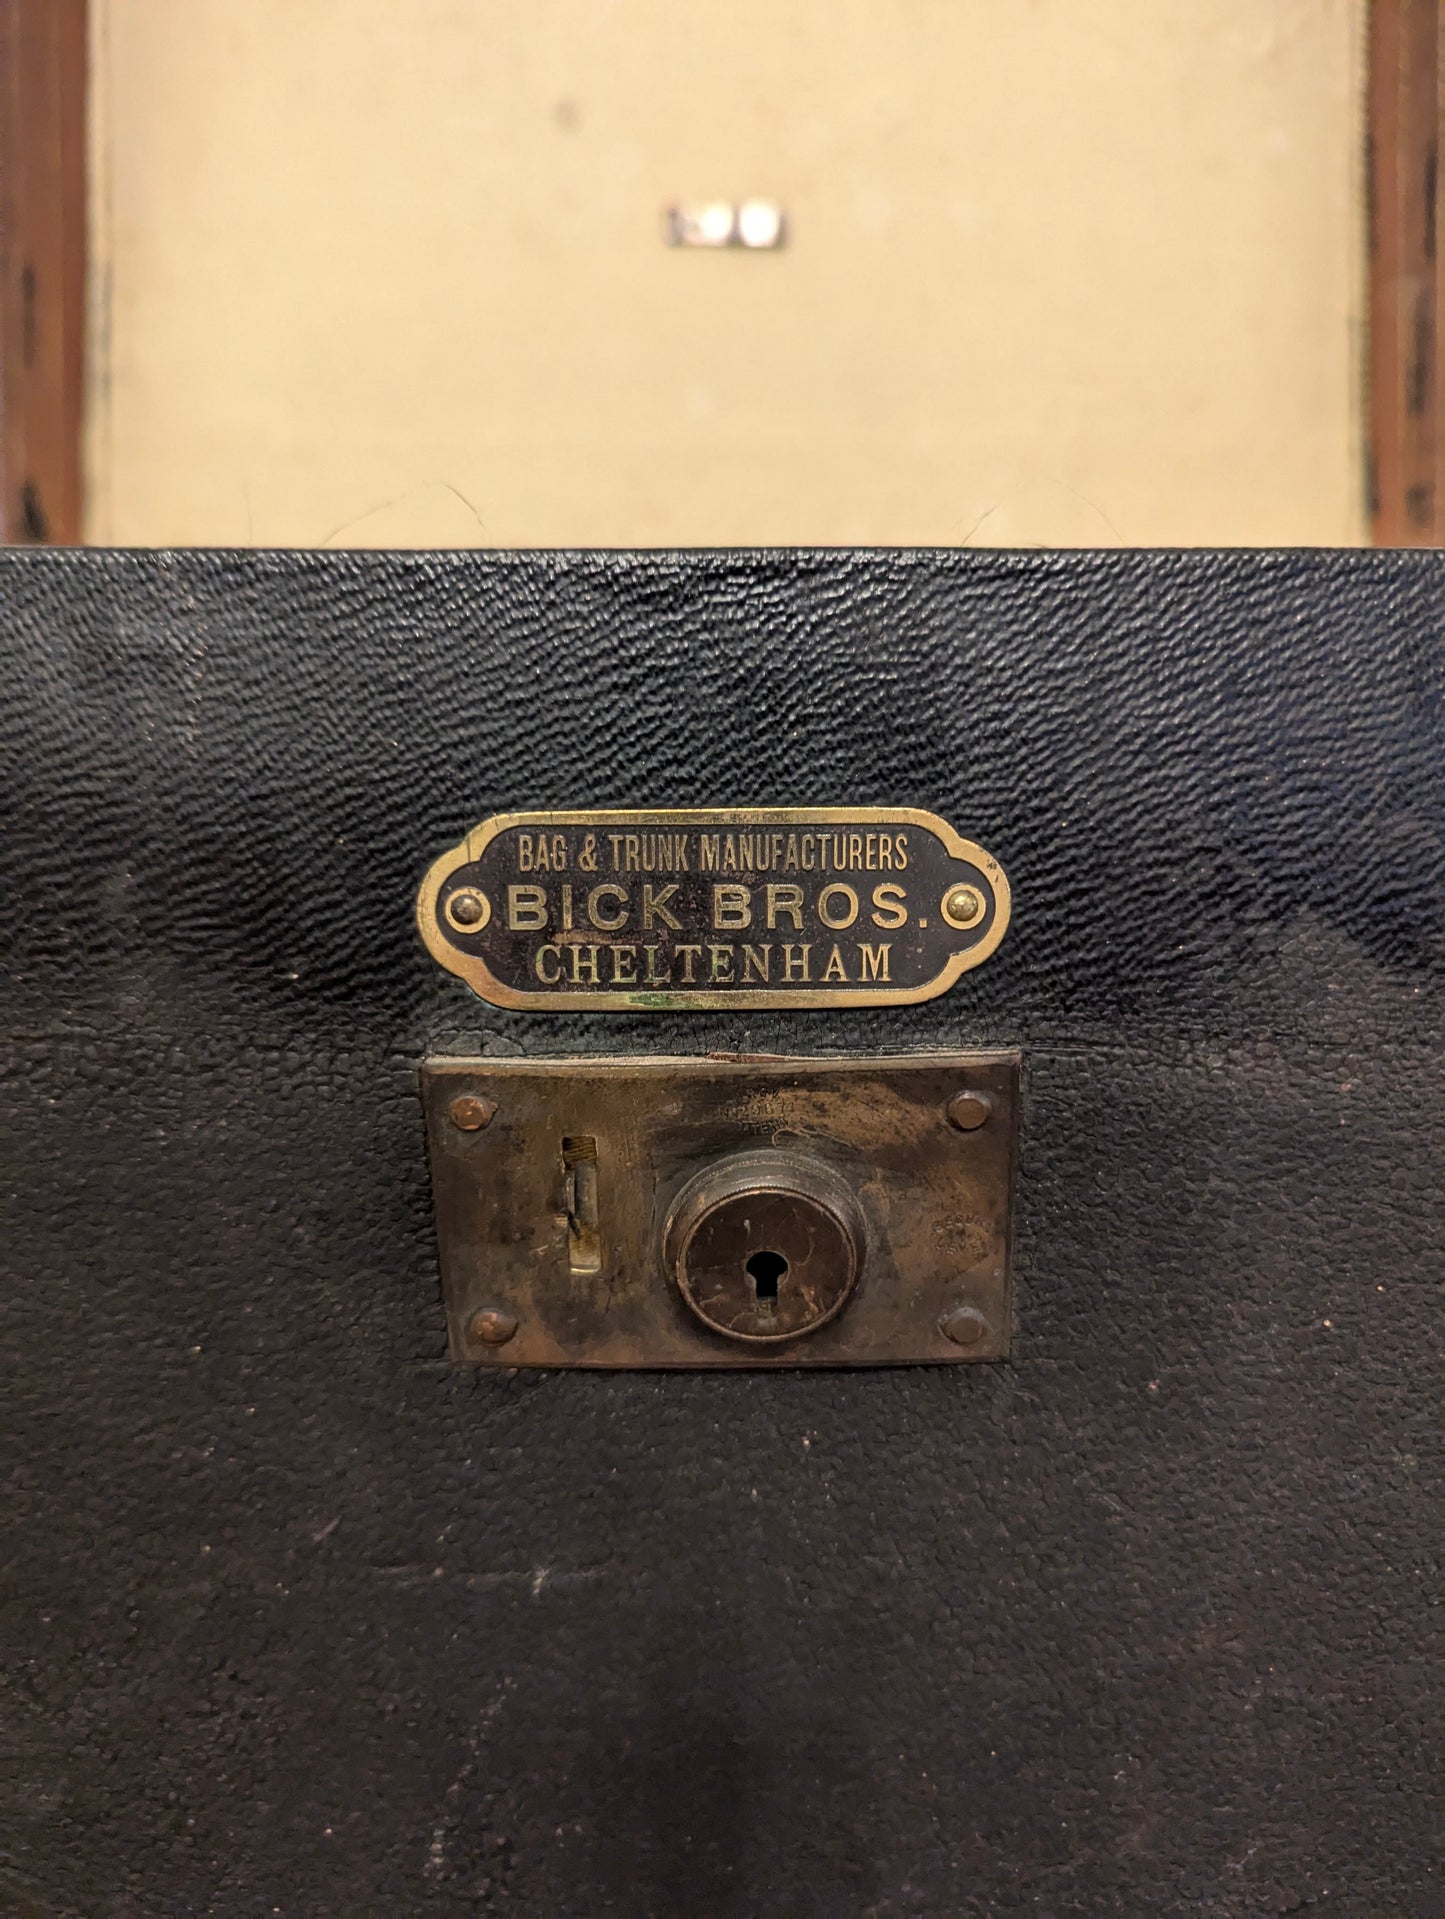 BAG & TRUNK MANUFACTURERS
BICK BROS.
CHELTENHAM